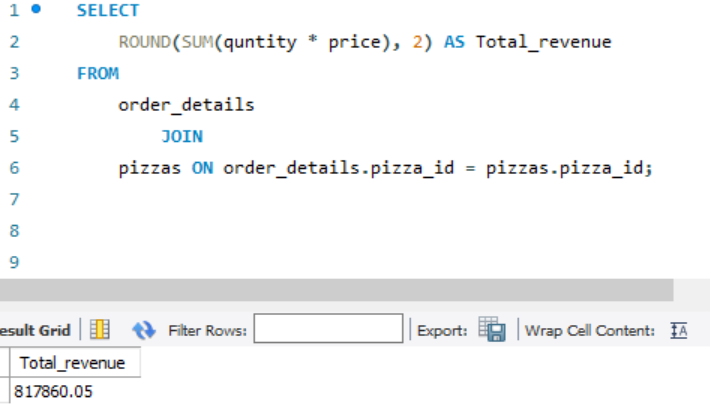 1 SELECT
2 ROUND(SUM(quntity * price), 2) AS Total_revenue
3 FROM
4 order_details
5 JOIN
6 pizzas ON order_details.pizza_id = pizzas.pizza_id;
7
8
9
esult Grid Filter Rows: Export: Wrap Cell Content: IA
Total_revenue
817860.05